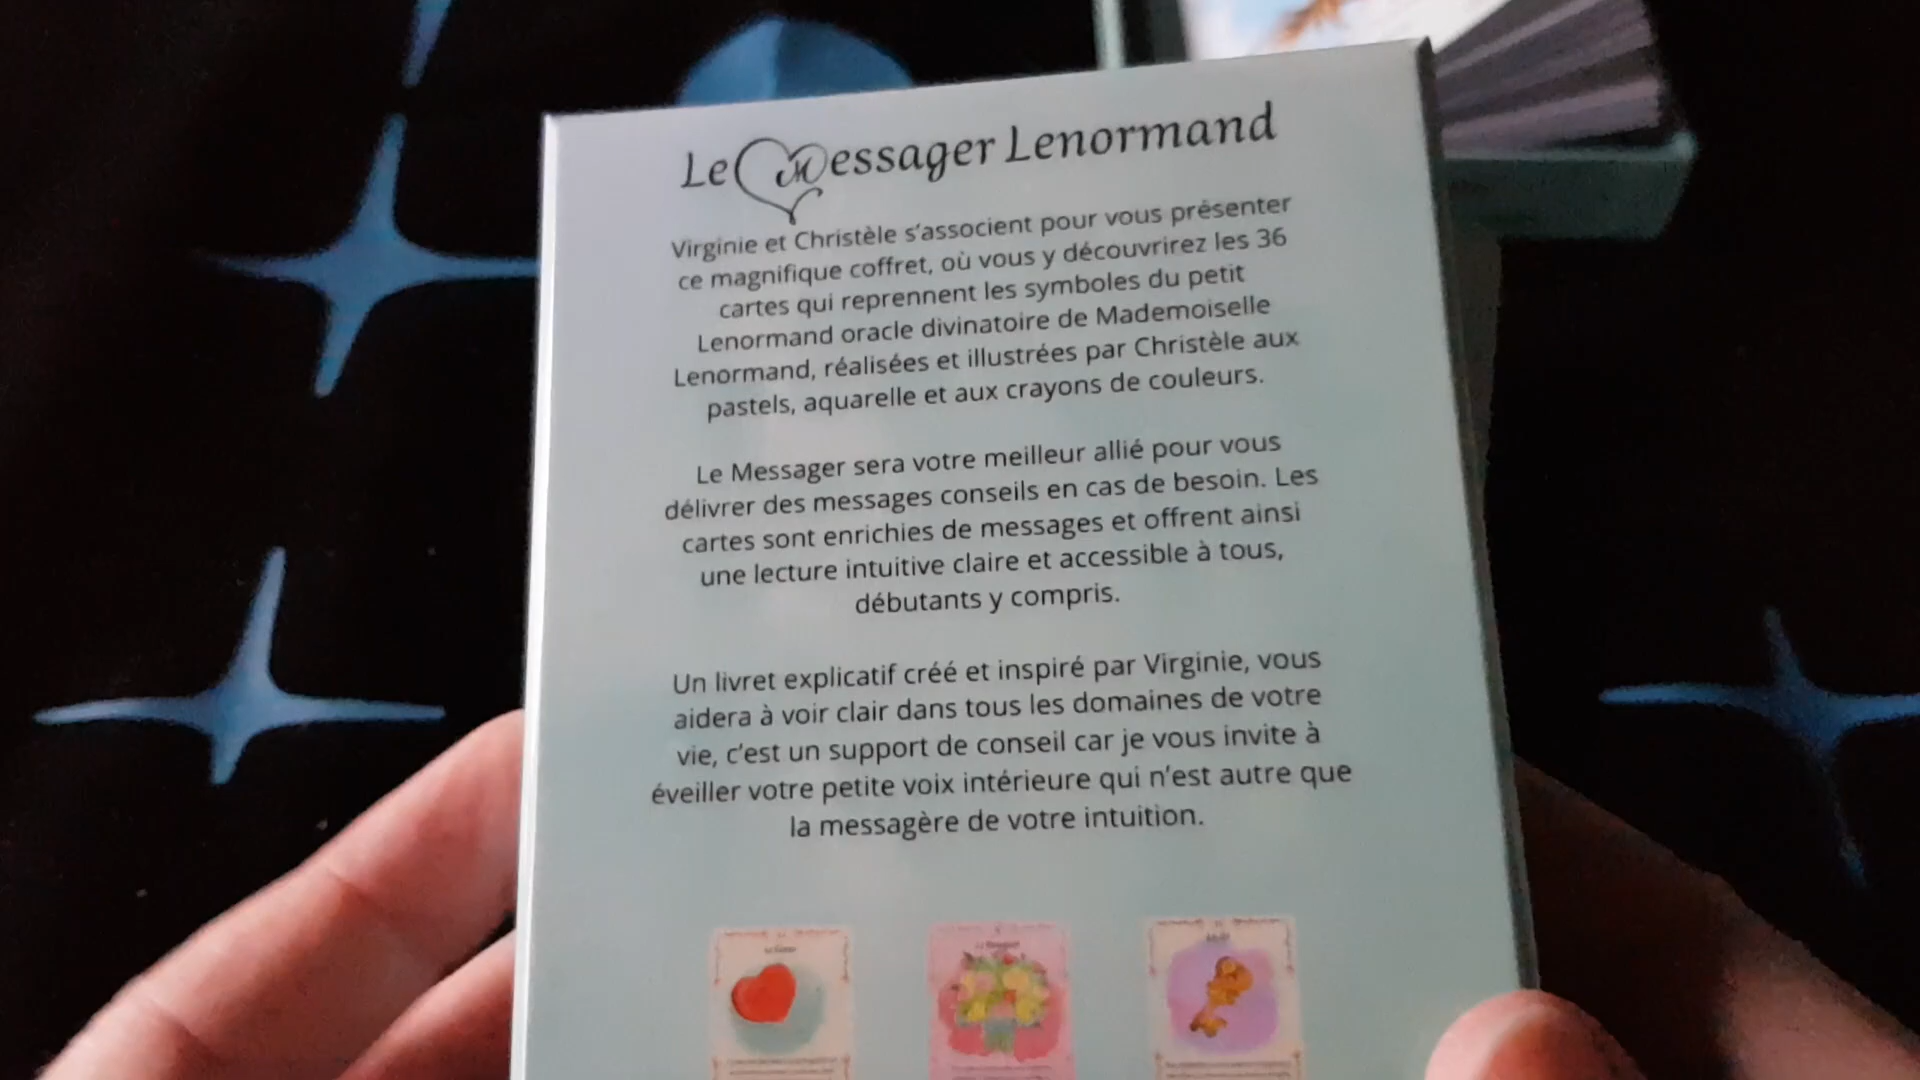 Le Messager Lenormand
Virginie et Christèle s'associent pour vous présenter
ce magnifique coffret, où vous y découvrirez les 36
cartes qui reprennent les symboles du petit
Lenormand oracle divinatoire de Mademoiselle
Lenormand, réalisées et illustrées par Christèle aux
pastels, aquarelle et aux crayons de couleurs.
Le Messager sera votre meilleur allié pour vous
délivrer des messages conseils en cas de besoin. Les
cartes sont enrichies de messages et offrent ainsi
une lecture intuitive claire et accessible à tous,
débutants y compris.
Un livret explicatif créé et inspiré par Virginie, vous
aidera à voir clair dans tous les domaines de votre
vie, c'est un support de conseil car je vous invite à
éveiller votre petite voix intérieure qui n'est autre que
la messagère de votre intuition.